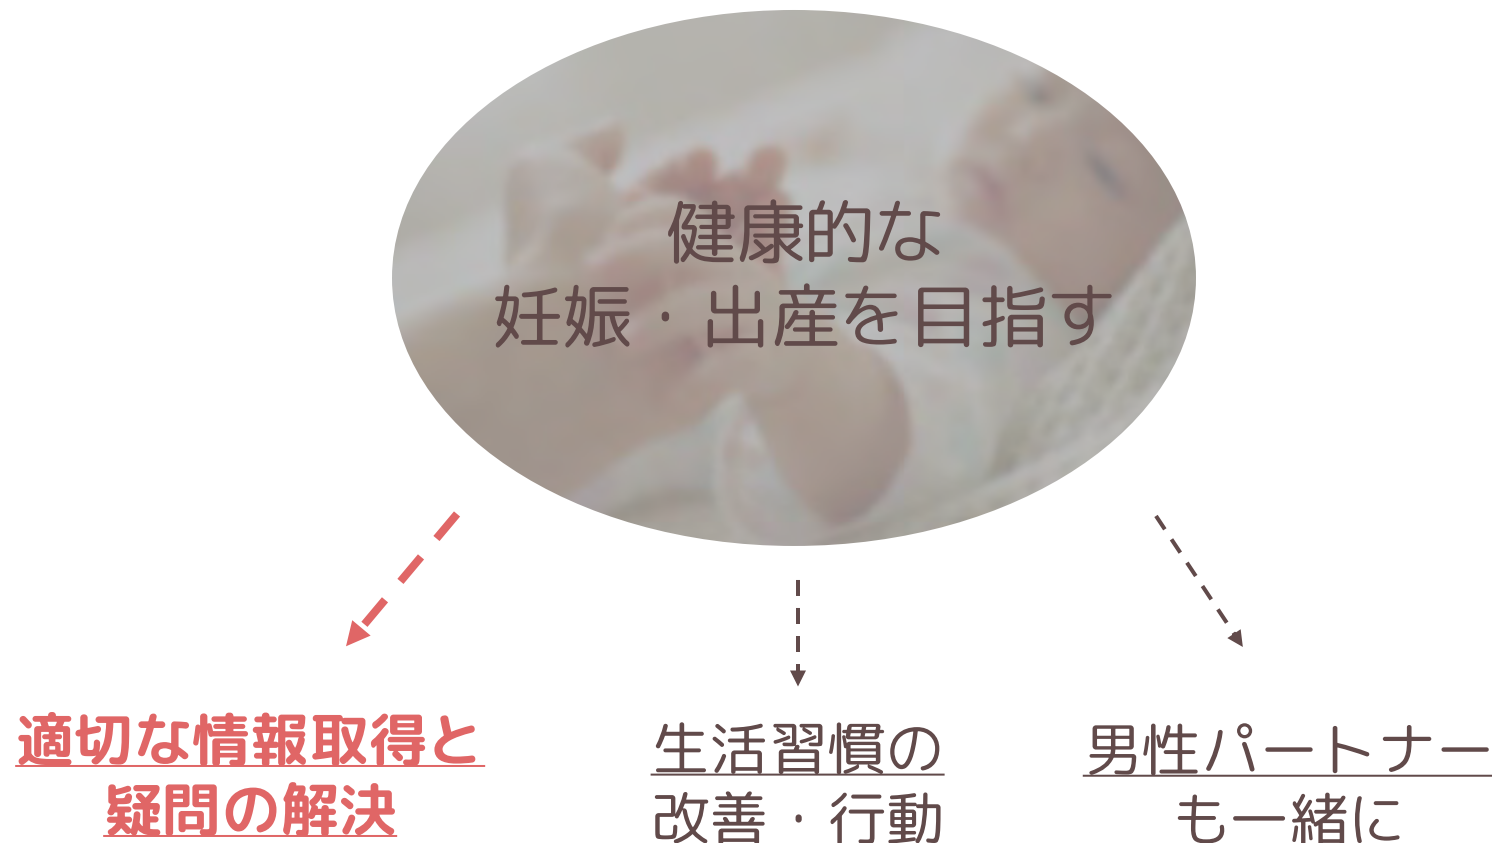 健康的な
妊娠・出産を目指す
適切な情報取得と
疑問の解決
生活習慣の
改善・行動
男性パートナー
も一緒に